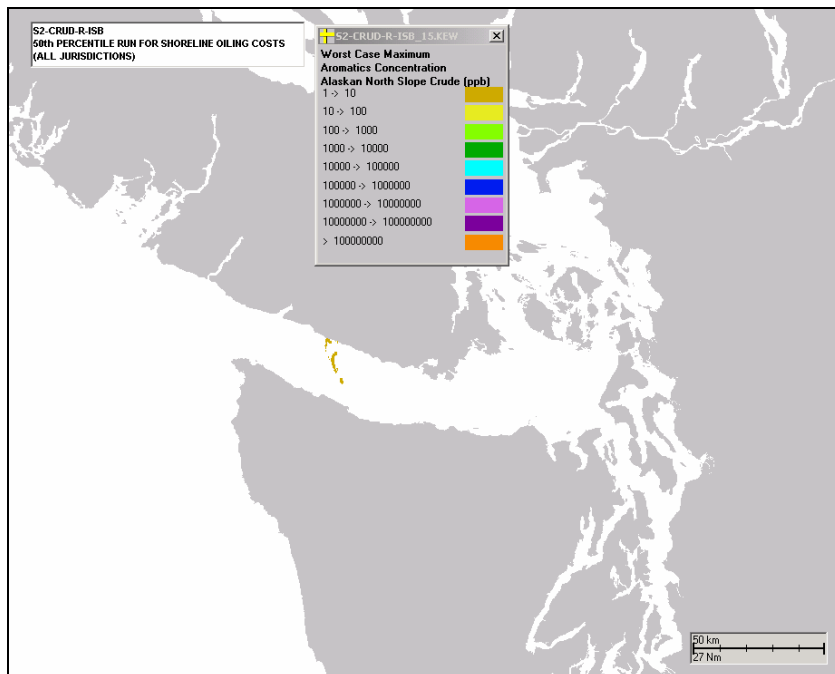 S2-CRUD-R-ISB
50th PERCENTILE RUN FOR SHORELINE OILING COSTS
(ALL JURISDICTIONS)
S2-CRUD-R-ISB_1S.KEW
Worst Case Maximum
Aromatics Concentration
Alaskan North Slope Crude (ppb)
1 -> 10
10 -> 100
100 -> 1000
1000 -> 10000
10000 -> 100000
100000 -> 1000000
1000000 -> 10000000
10000000 -> 100000000
> 100000000
50 km
27 Nm